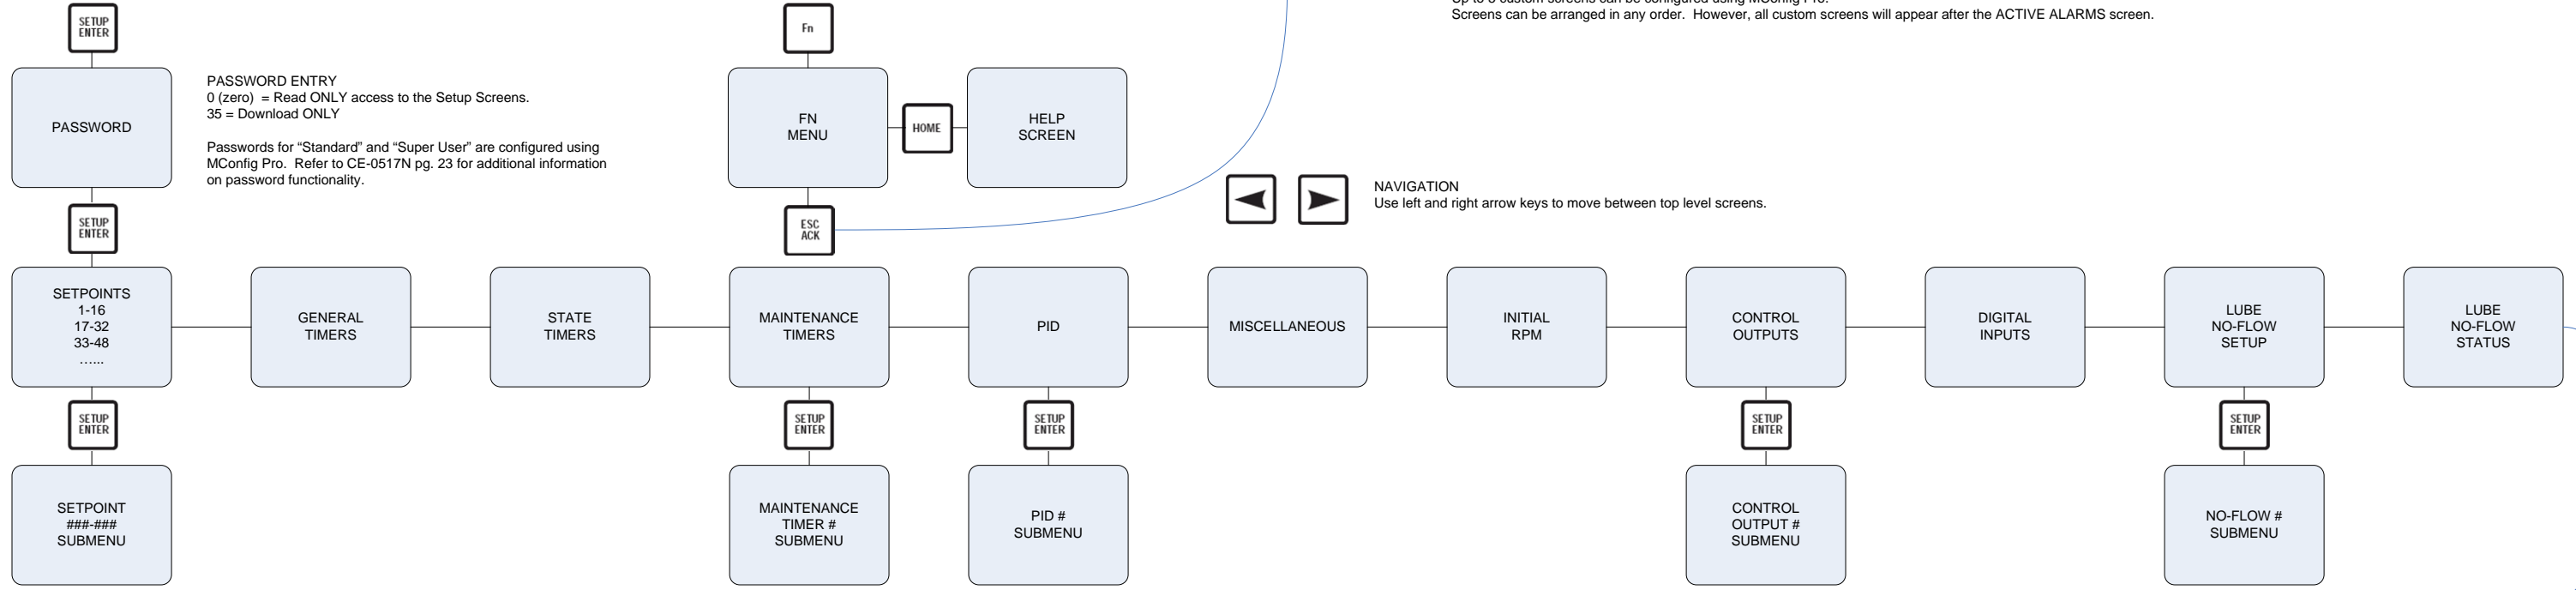 Screens can be arranged in any order.  However, all custom screens will appear after the ACTIVE ALARMS screen.
SETUP
ENTER
Fn
PASSWORD
PASSWORD ENTRY
0 (zero)  = Read ONLY access to the Setup Screens.
35 = Download ONLY
Passwords for “Standard” and “Super User” are configured using
MConfig Pro.  Refer to CE-0517N pg. 23 for additional information
on password functionality.
FN
MENU
HOME
HELP
SCREEN
SETUP
ENTER
ESC
ACK
NAVIGATION
Use left and right arrow keys to move between top level screens.
SETPOINTS
1-16
17-32
33-48
…...
GENERAL
TIMERS
STATE
TIMERS
MAINTENANCE
TIMERS
PID
MISCELLANEOUS
INITIAL
RPM
CONTROL
OUTPUTS
DIGITAL
INPUTS
LUBE
NO-FLOW
SETUP
LUBE
NO-FLOW
STATUS
SETUP
ENTER
SETUP
ENTER
SETUP
ENTER
SETUP
ENTER
SETUP
ENTER
SETPOINT
###-###
SUBMENU
MAINTENANCE
TIMER #
SUBMENU
PID #
SUBMENU
CONTROL
OUTPUT #
SUBMENU
NO-FLOW #
SUBMENU